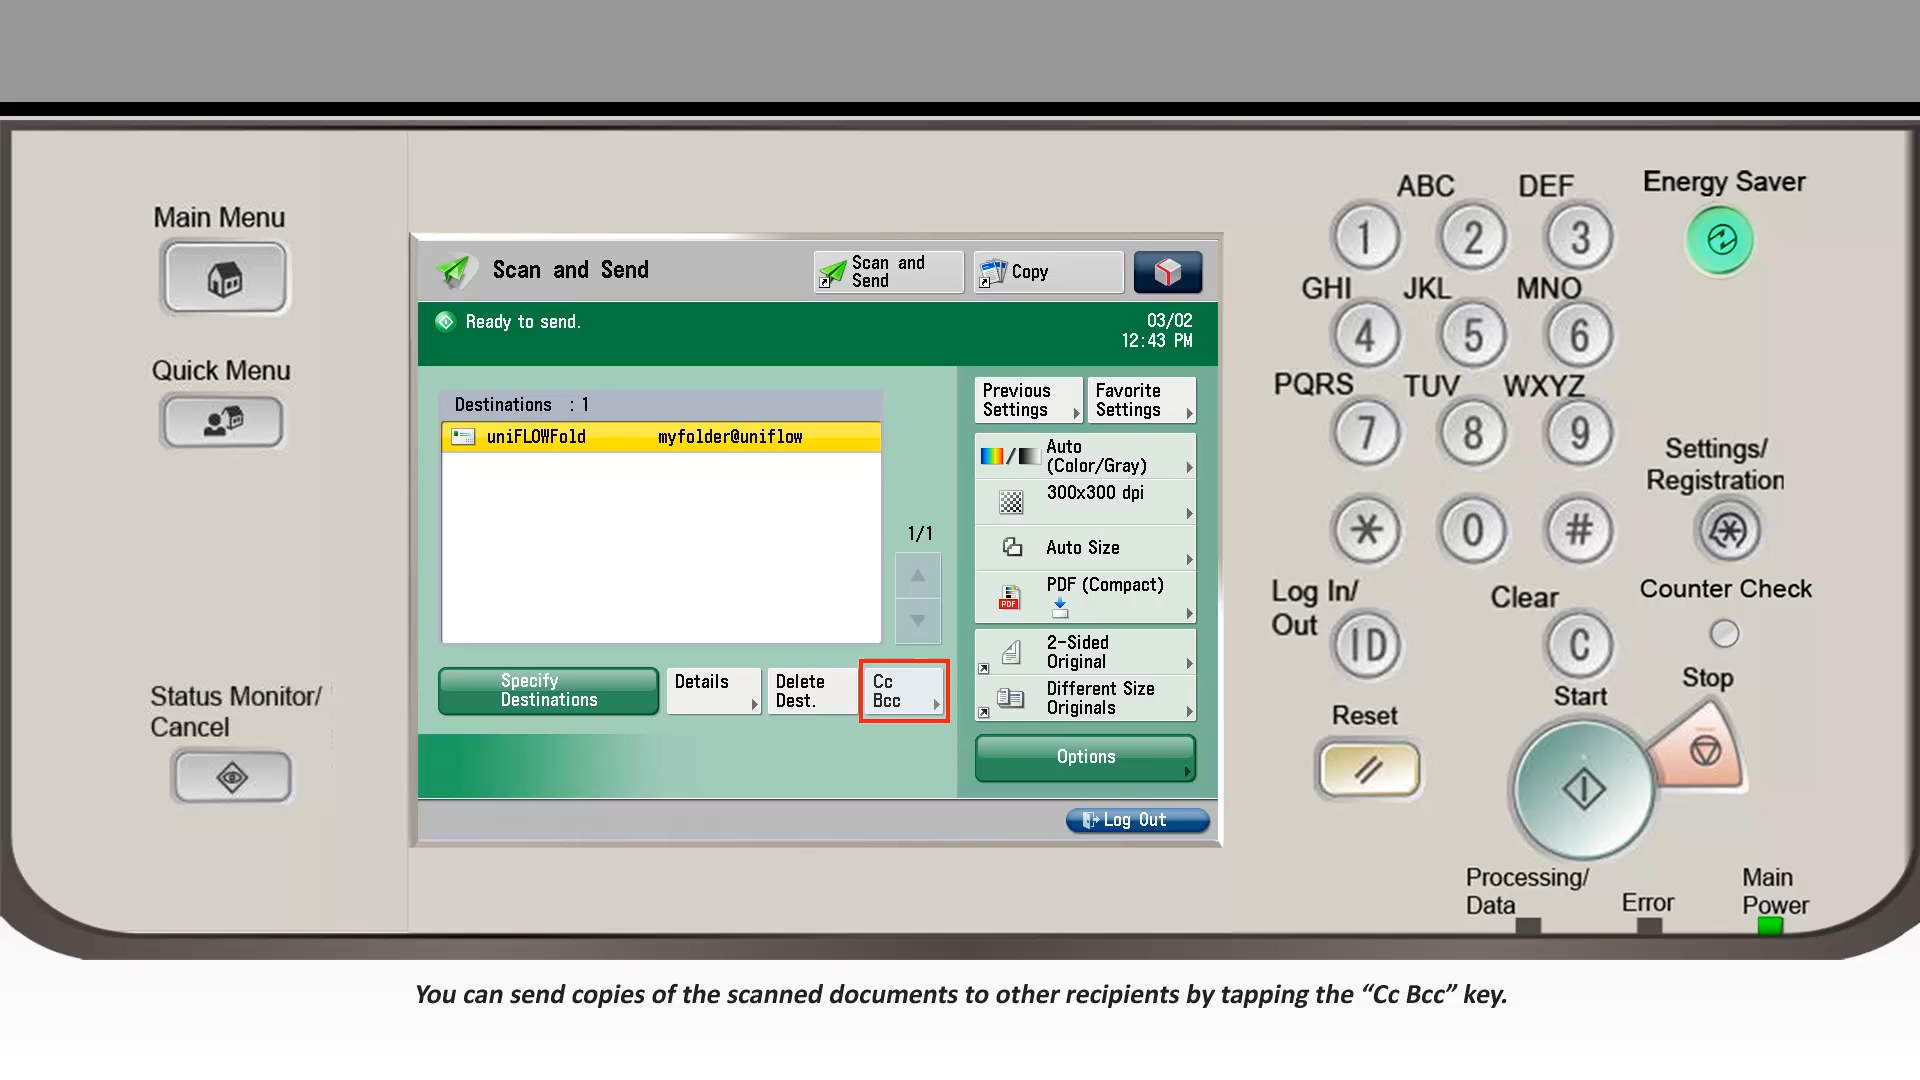 Main Menu
Quick Menu
Status Monitor/
Cancel
Scan and Send
Scan and
Send
Copy
Ready to send.
03/02
12:43 PM
Destinations : 1
uniFLOWFold myfolder@uniflow
1/1
Specify
Destinations
Details
Delete
Dest.
Cc
Bcc
Previous
Settings
Favorite
Settings
Auto
(Color/Gray)
300x300 dpi
Auto Size
PDF
PDF (Compact)
2-Sided
Original
Different Size
Originals
Options
Log Out
ABC DEF
1 2 3
GHI JKL MNO
4 5 6
PQRS TUV WXYZ
7 8 9
* 0 #
Log In/
Out
ID
Clear
C
Reset
Start
Stop
Energy Saver
Settings/
Registration
Counter Check
Processing/
Data
Error
Main
Power
You can send copies of the scanned documents to other recipients by tapping the “Cc Bcc” key.